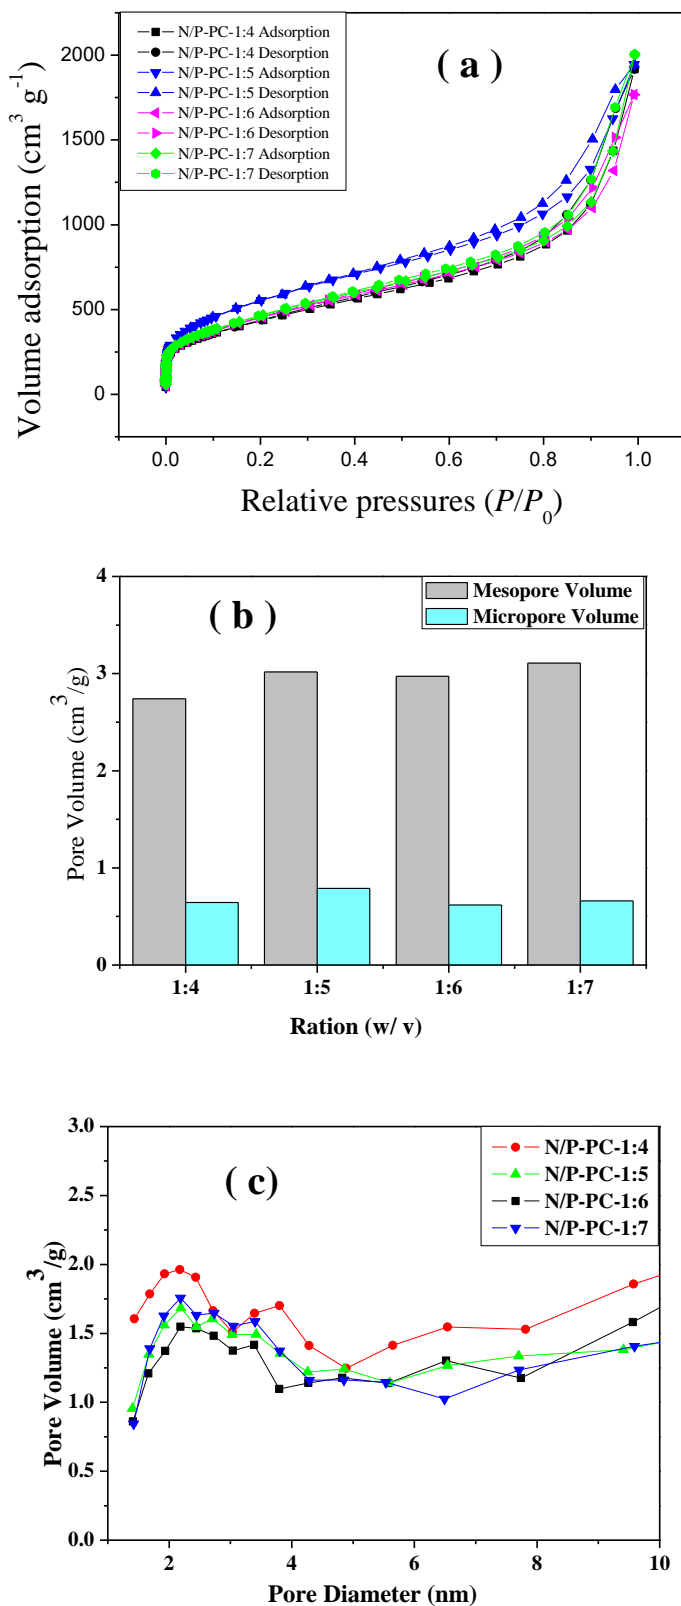 ( a )
N/P-PC-1:4 Adsorption
N/P-PC-1:4 Desorption
N/P-PC-1:5 Adsorption
N/P-PC-1:5 Desorption
N/P-PC-1:6 Adsorption
N/P-PC-1:6 Desorption
N/P-PC-1:7 Adsorption
N/P-PC-1:7 Desorption
Volume adsorption (cm³ g⁻¹)
2000
1500
1000
500
0
0.0 0.2 0.4 0.6 0.8 1.0
Relative pressures (P/P₀)
( b )
Mesopore Volume
Micropore Volume
Pore Volume (cm³/g)
4
3
2
1
0
1:4 1:5 1:6 1:7
Ration (w/ v)
( c)
N/P-PC-1:4
N/P-PC-1:5
N/P-PC-1:6
N/P-PC-1:7
Pore Volume (cm³/g)
3.0
2.5
2.0
1.5
1.0
0.5
0.0
2 4 6 8 10
Pore Diameter (nm)